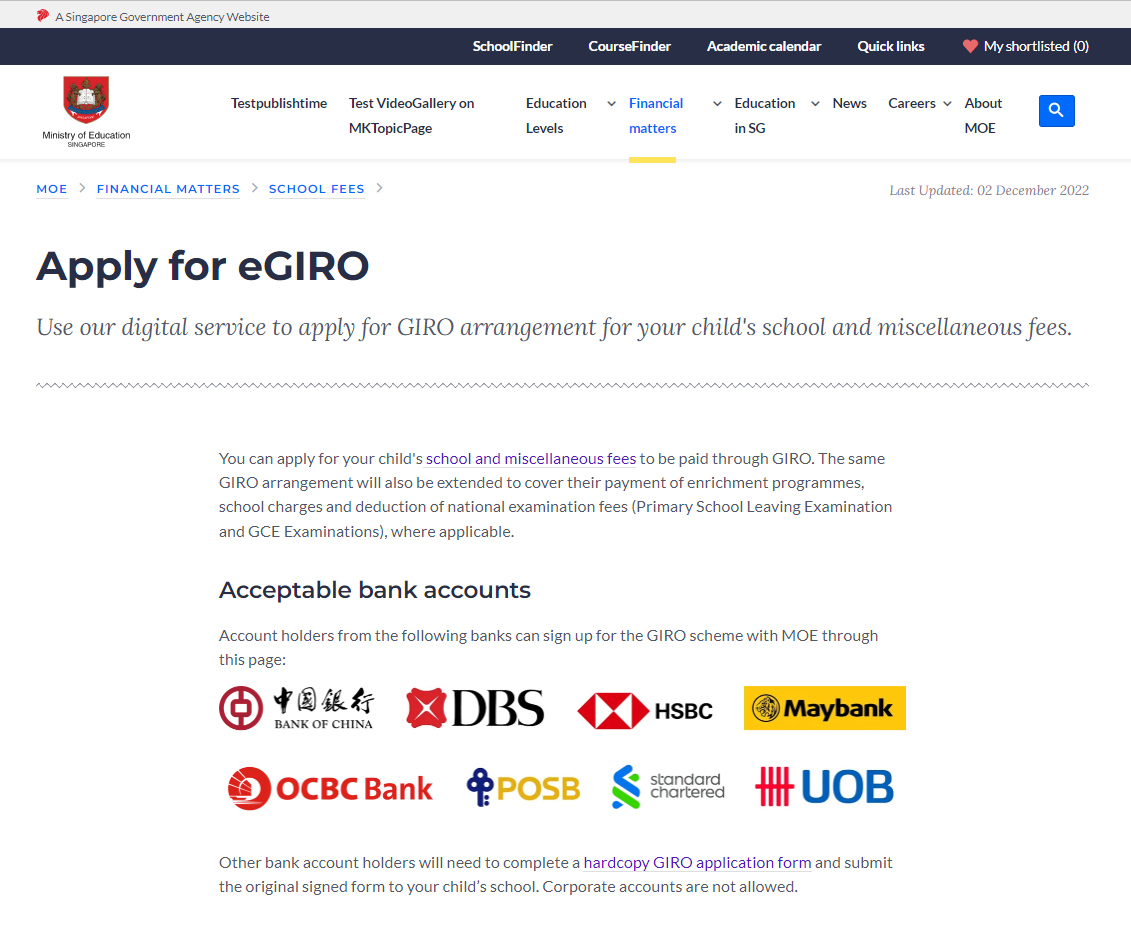 A Singapore Government Agency Website
SchoolFinder CourseFinder Academic calendar Quick links My shortlisted (0)
Ministry of Education
SINGAPORE
Testpublishtime
Test VideoGallery on
MKTopicPage
Education
Levels
Financial
matters
Education
in SG
News
Careers
About
MOE
MOE > FINANCIAL MATTERS > SCHOOL FEES >
Last Updated: 02 December 2022
Apply for eGIRO
Use our digital service to apply for GIRO arrangement for your child's school and miscellaneous fees.
You can apply for your child's school and miscellaneous fees to be paid through GIRO. The same
GIRO arrangement will also be extended to cover their payment of enrichment programmes,
school charges and deduction of national examination fees (Primary School Leaving Examination
and GCE Examinations), where applicable.
Acceptable bank accounts
Account holders from the following banks can sign up for the GIRO scheme with MOE through
this page:
中國銀行
BANK OF CHINA
DBS
HSBC
Maybank
OCBC Bank
POSB
standard
chartered
UOB
Other bank account holders will need to complete a hardcopy GIRO application form and submit
the original signed form to your child’s school. Corporate accounts are not allowed.